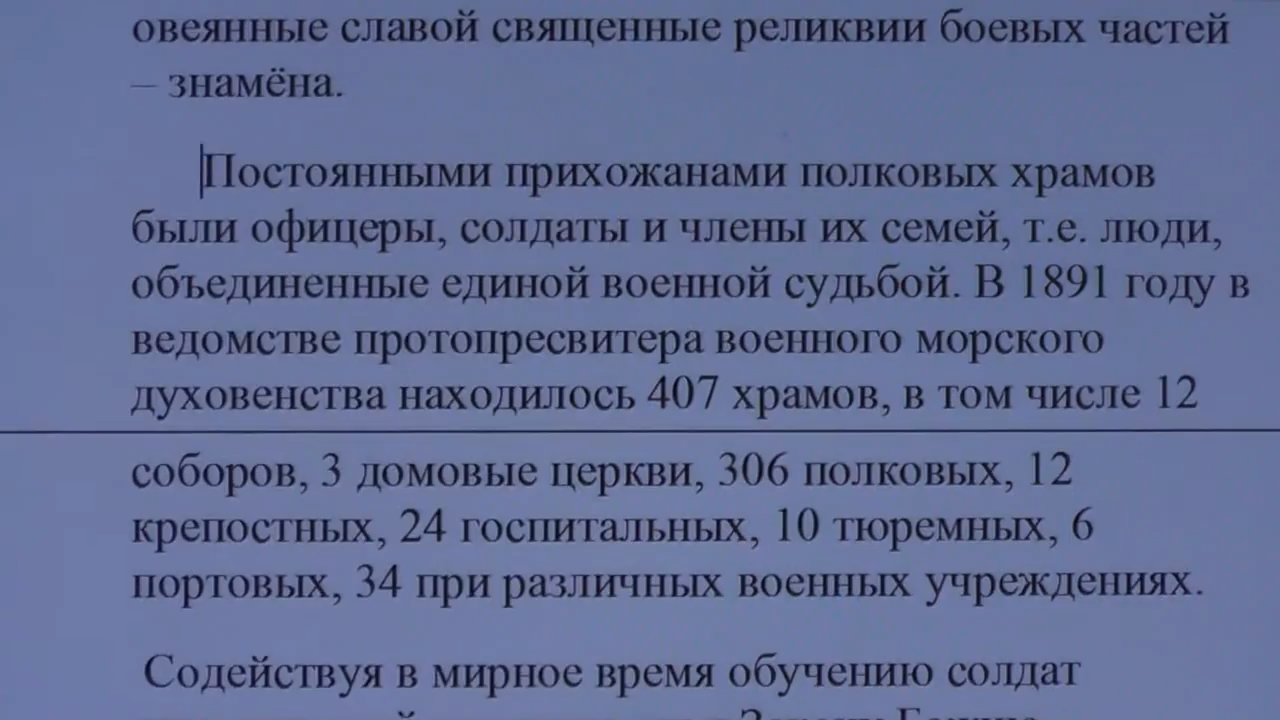 овеянные славой священные реликвии боевых частей
– знамёна.
Постоянными прихожанами полковых храмов
были офицеры, солдаты и члены их семей, т.е. люди,
объединенные единой военной судьбой. В 1891 году в
ведомстве протопресвитера военного морского
духовенства находилось 407 храмов, в том числе 12
соборов, 3 домовые церкви, 306 полковых, 12
крепостных, 24 госпитальных, 10 тюремных, 6
портовых, 34 при различных военных учреждениях.
Содействуя в мирное время обучению солдат